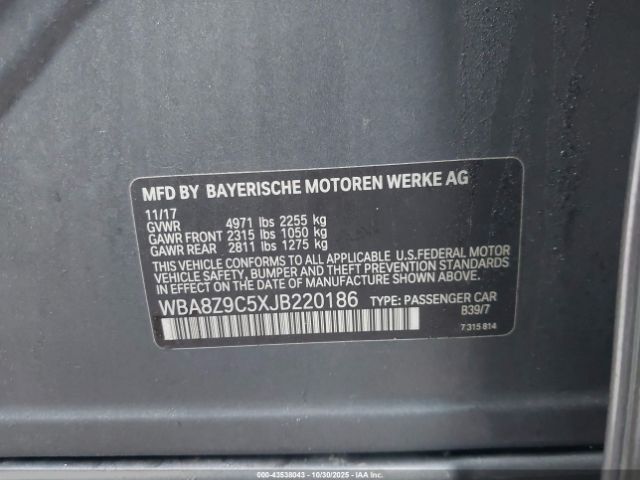 MFD BY BAYERISCHE MOTOREN WERKE AG
11/17
GVWR 4971 lbs 2255 kg
GAWR FRONT 2315 lbs 1050 kg
GAWR REAR 2811 lbs 1275 kg
THIS VEHICLE CONFORMS TO ALL APPLICABLE U.S.FEDERAL MOTOR
VEHICLE SAFETY, BUMPER AND THEFT PREVENTION STANDARDS
IN EFFECT ON THE DATE OF MANUFACTURE SHOWN ABOVE.
WBA8Z9C5XJB220186 TYPE: PASSENGER CAR
B39/7
7 315 814
000-43538043 - 10/30/2025 - IAA Inc.